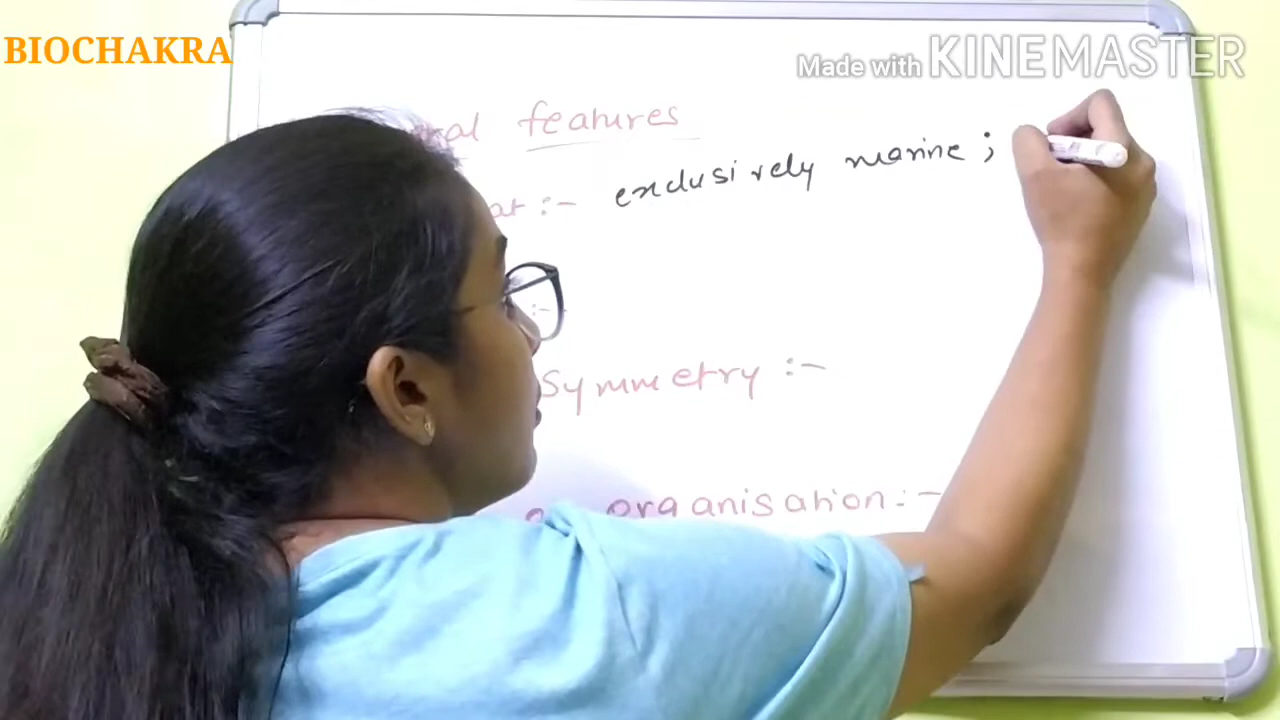 BIOCHAKRA
Made with KINEMASTER
features
:- exclusively marine ;
:-
symmetry :-
organisation :-